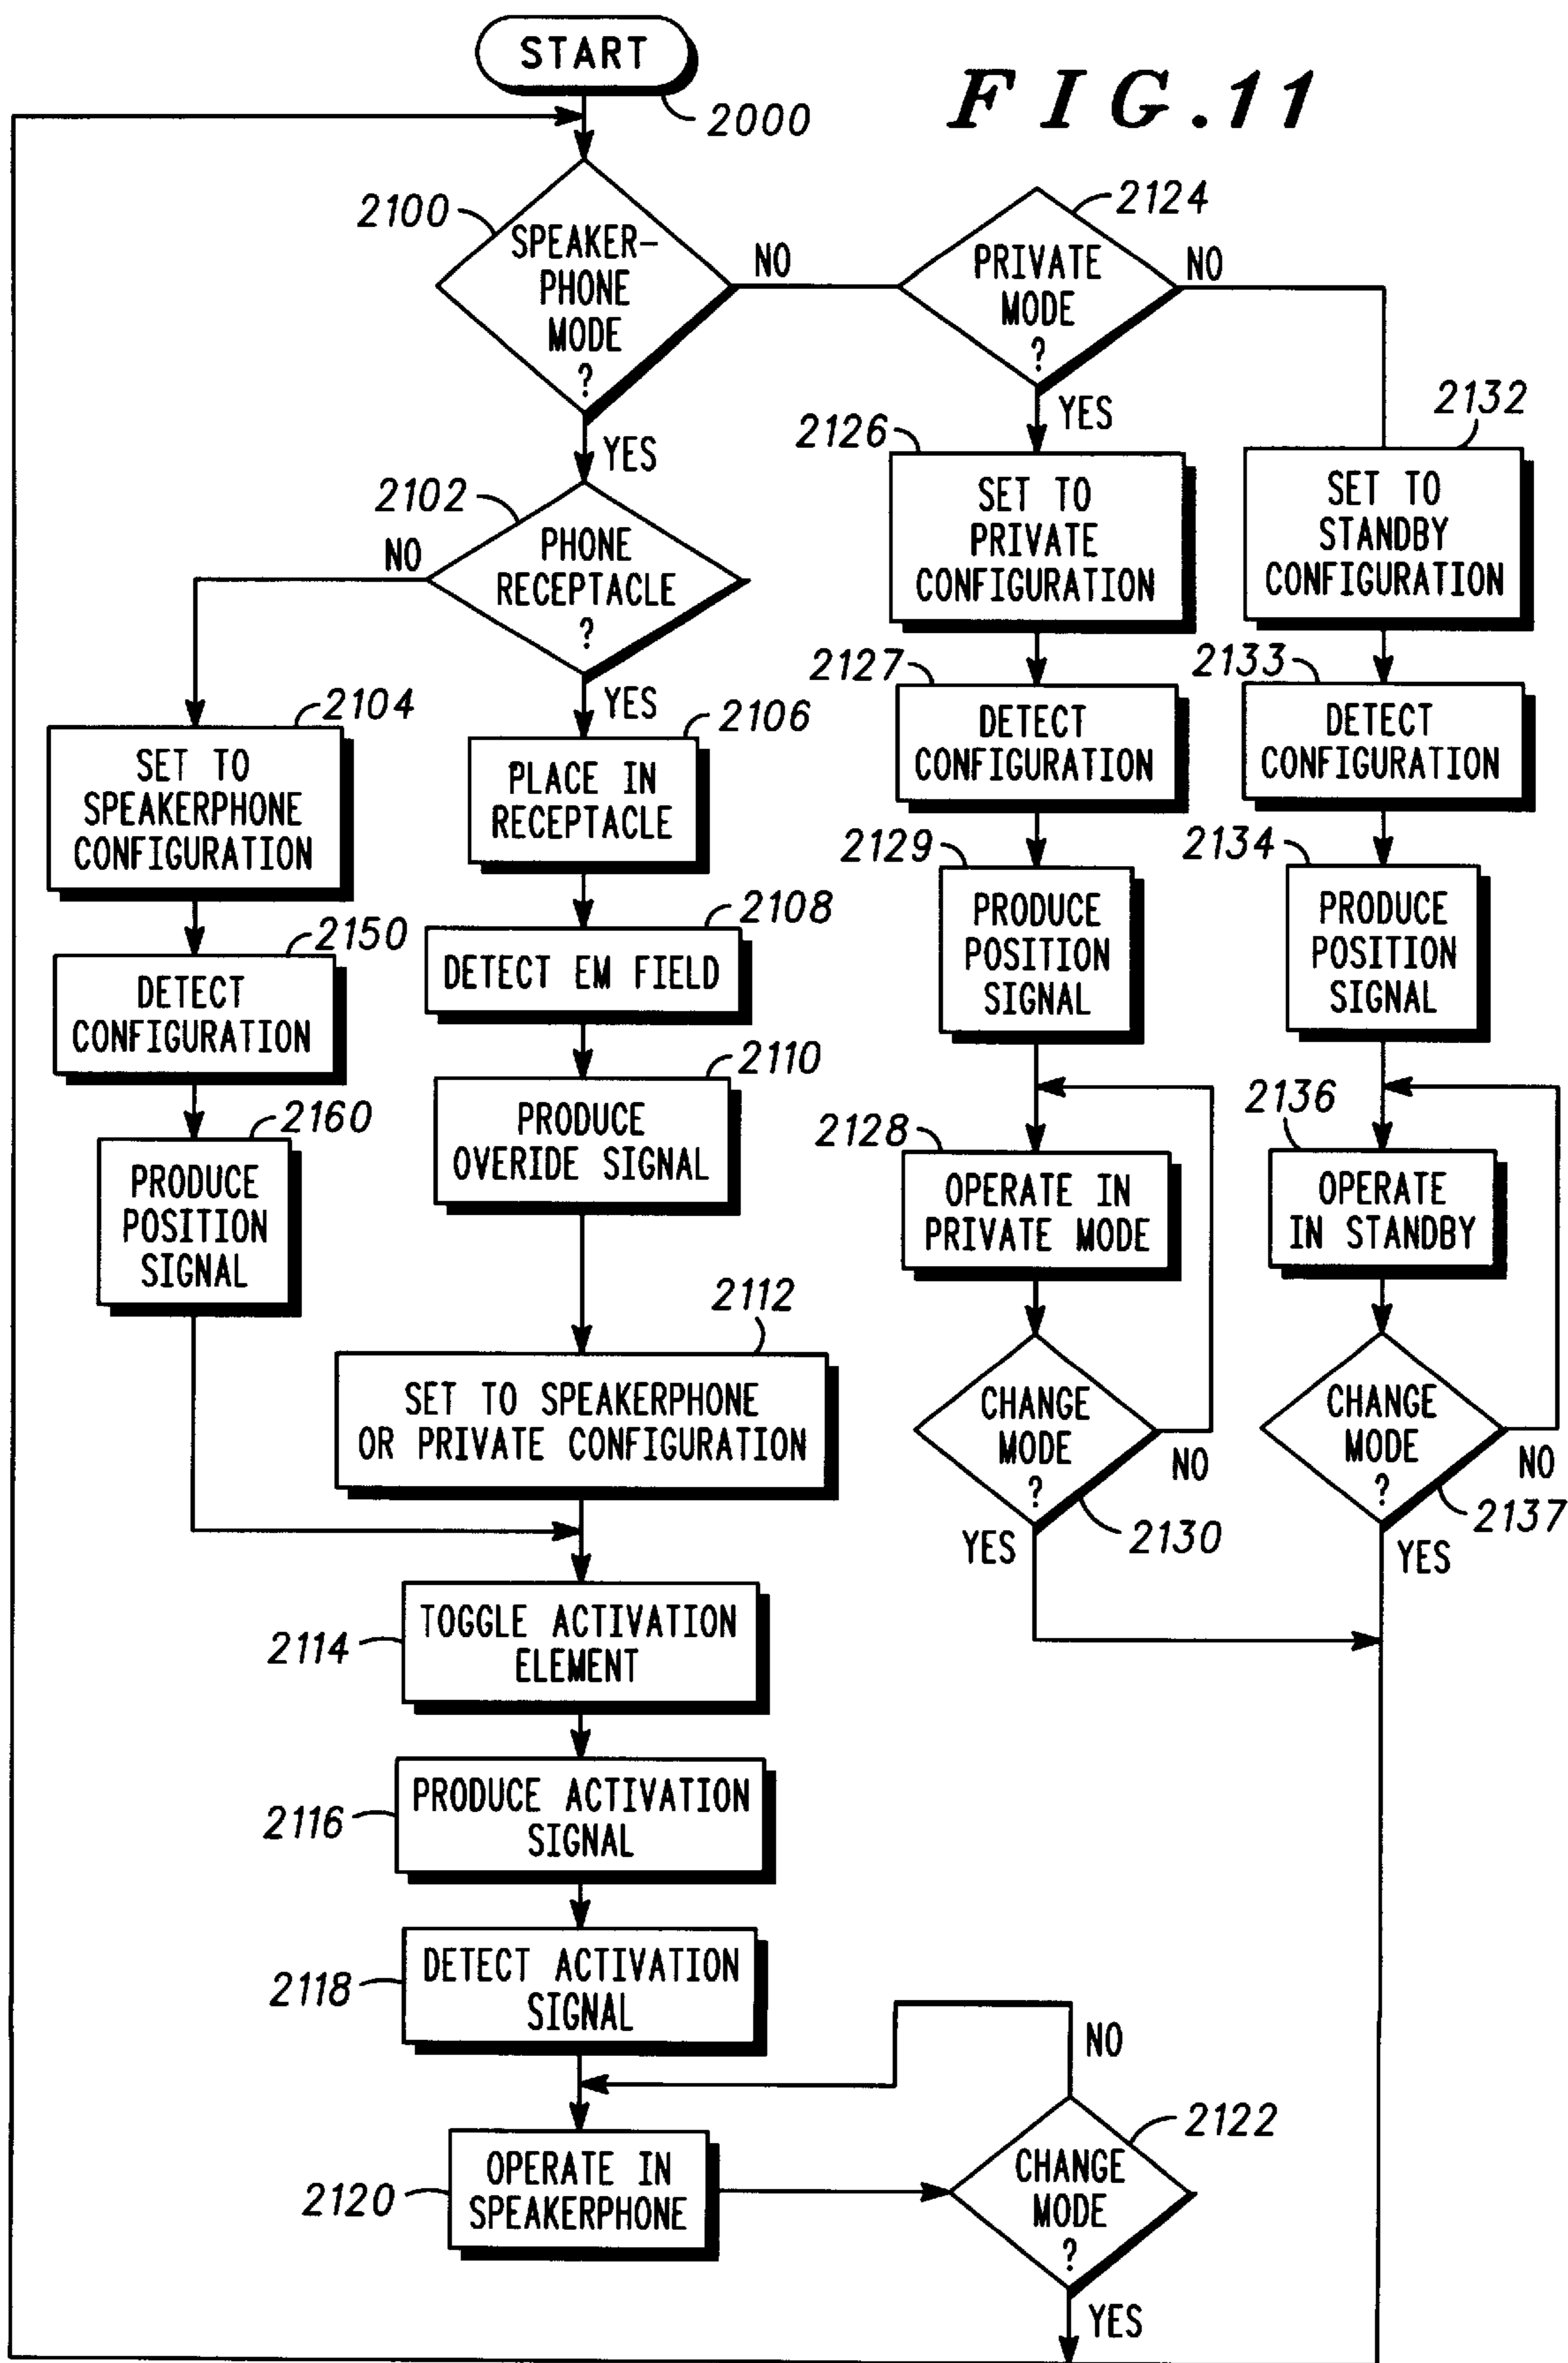 START
FIG.11
2000
2100
SPEAKER-
PHONE
MODE
?
NO
YES
2124
PRIVATE
MODE
?
NO
YES
2102
PHONE
RECEPTACLE
?
NO
YES
2126
SET TO
PRIVATE
CONFIGURATION
2132
SET TO
STANDBY
CONFIGURATION
2104
SET TO
SPEAKERPHONE
CONFIGURATION
2106
PLACE IN
RECEPTACLE
2127
DETECT
CONFIGURATION
2133
DETECT
CONFIGURATION
2150
DETECT
CONFIGURATION
2108
DETECT EM FIELD
2129
PRODUCE
POSITION
SIGNAL
2134
PRODUCE
POSITION
SIGNAL
2160
PRODUCE
POSITION
SIGNAL
2110
PRODUCE
OVERIDE SIGNAL
2128
OPERATE IN
PRIVATE MODE
2136
OPERATE
IN STANDBY
2112
SET TO SPEAKERPHONE
OR PRIVATE CONFIGURATION
CHANGE
MODE
?
NO
YES
2130
CHANGE
MODE
?
NO
YES
2137
2114
TOGGLE ACTIVATION
ELEMENT
2116
PRODUCE ACTIVATION
SIGNAL
2118
DETECT ACTIVATION
SIGNAL
2120
OPERATE IN
SPEAKERPHONE
NO
2122
CHANGE
MODE
?
YES